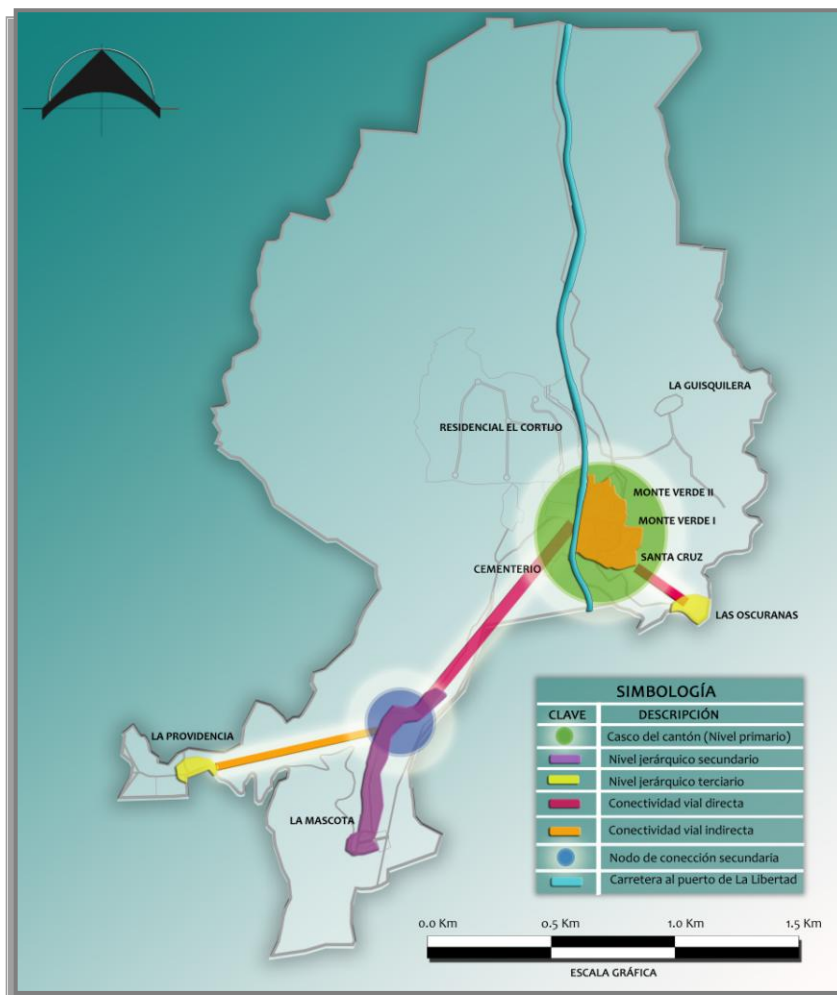 LA GUISQUILERA
RESIDENCIAL EL CORTIJO
MONTE VERDE II
MONTE VERDE I
SANTA CRUZ
CEMENTERIO
LAS OSCURANAS
LA PROVIDENCIA
LA MASCOTA
SIMBOLOGÍA
CLAVE DESCRIPCIÓN
Casco del cantón (Nivel primario)
Nivel jerárquico secundario
Nivel jerárquico terciario
Conectividad vial directa
Conectividad vial indirecta
Nodo de conección secundaria
Carretera al puerto de La Libertad
0.0 Km 0.5 Km 1.0 Km 1.5 Km
ESCALA GRÁFICA